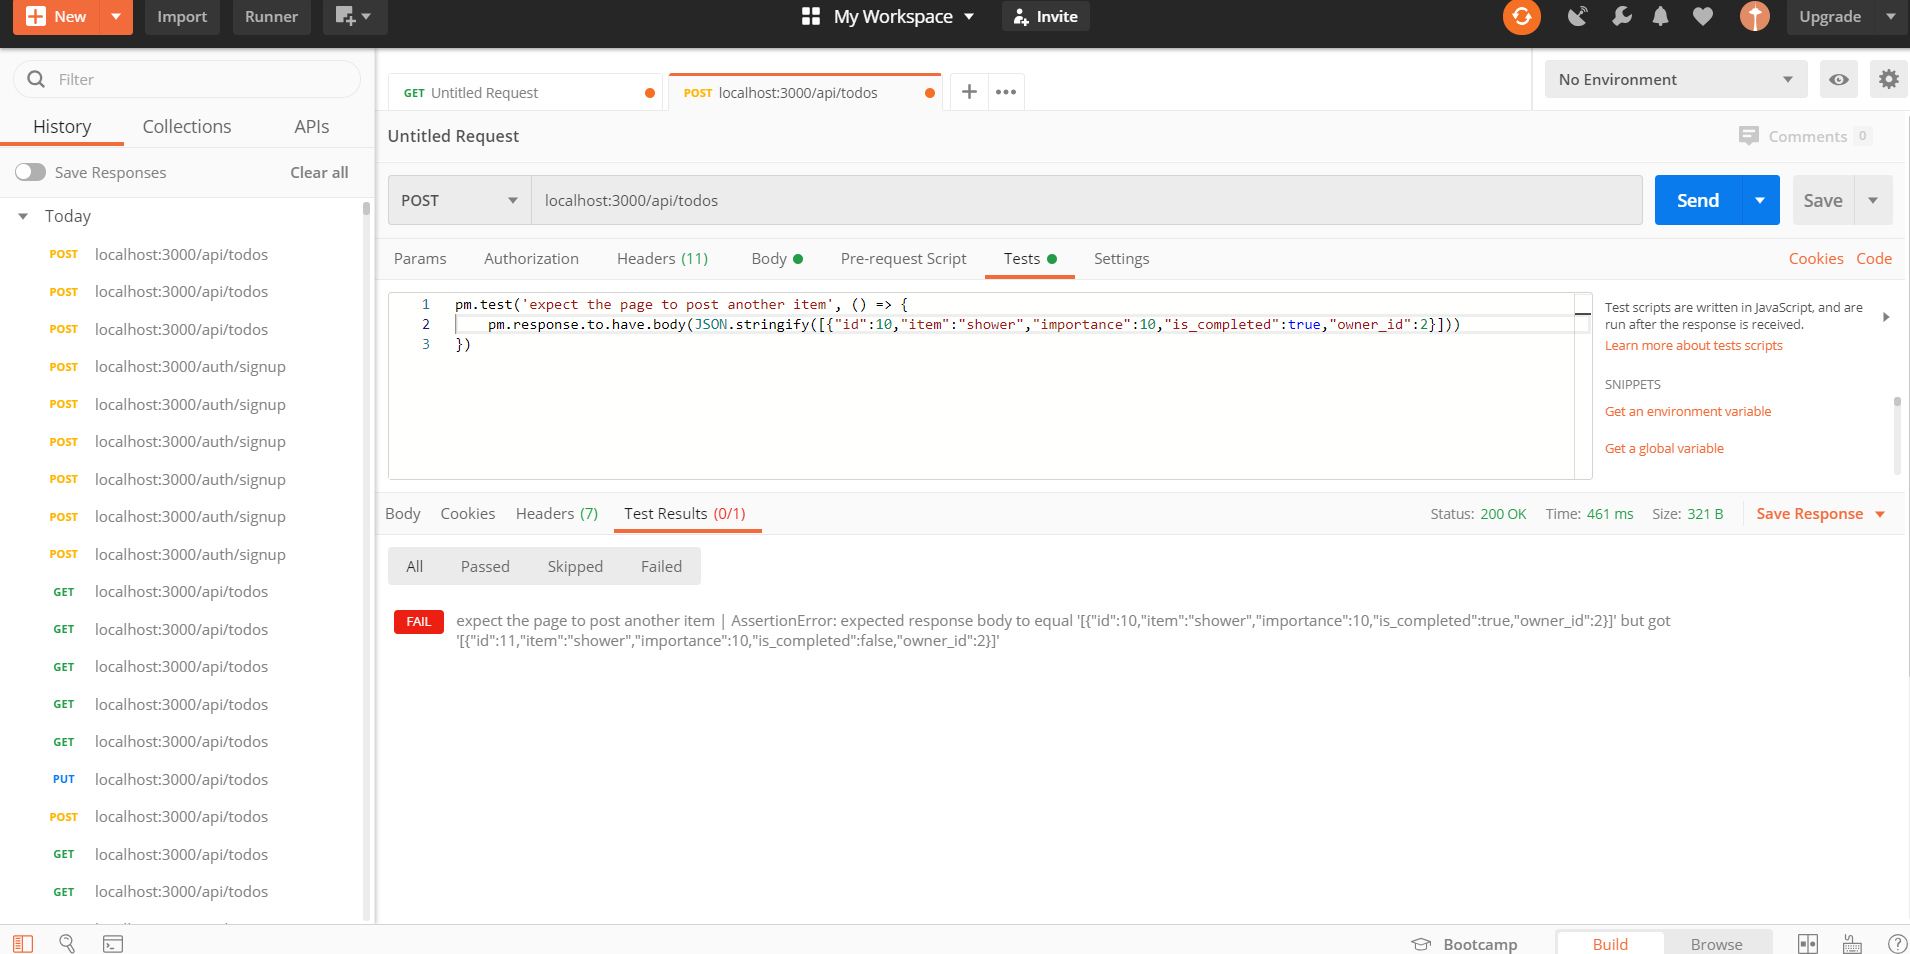 New
Import
Runner
My Workspace
Invite
Upgrade
Filter
History Collections APIs
Save Responses Clear all
Today
POST localhost:3000/api/todos
POST localhost:3000/api/todos
POST localhost:3000/api/todos
POST localhost:3000/auth/signup
POST localhost:3000/auth/signup
POST localhost:3000/auth/signup
POST localhost:3000/auth/signup
POST localhost:3000/auth/signup
POST localhost:3000/auth/signup
GET localhost:3000/api/todos
GET localhost:3000/api/todos
GET localhost:3000/api/todos
GET localhost:3000/api/todos
GET localhost:3000/api/todos
PUT localhost:3000/api/todos
POST localhost:3000/api/todos
GET localhost:3000/api/todos
GET localhost:3000/api/todos
GET Untitled Request
POST localhost:3000/api/todos
No Environment
Untitled Request
Comments 0
POST localhost:3000/api/todos
Send Save
Params Authorization Headers (11) Body Pre-request Script Tests Settings
Cookies Code
1 pm.test('expect the page to post another item', () => {
2 pm.response.to.have.body(JSON.stringify([{"id":10,"item":"shower","importance":10,"is_completed":true,"owner_id":2}]))
3 })
Test scripts are written in JavaScript, and are
run after the response is received.
Learn more about tests scripts
SNIPPETS
Get an environment variable
Get a global variable
Body Cookies Headers (7) Test Results (0/1)
Status: 200 OK Time: 461 ms Size: 321 B Save Response
All Passed Skipped Failed
FAIL expect the page to post another item | AssertionError: expected response body to equal '[{"id":10,"item":"shower","importance":10,"is_completed":true,"owner_id":2}]' but got
'[{"id":11,"item":"shower","importance":10,"is_completed":false,"owner_id":2}]'
Bootcamp
Build Browse